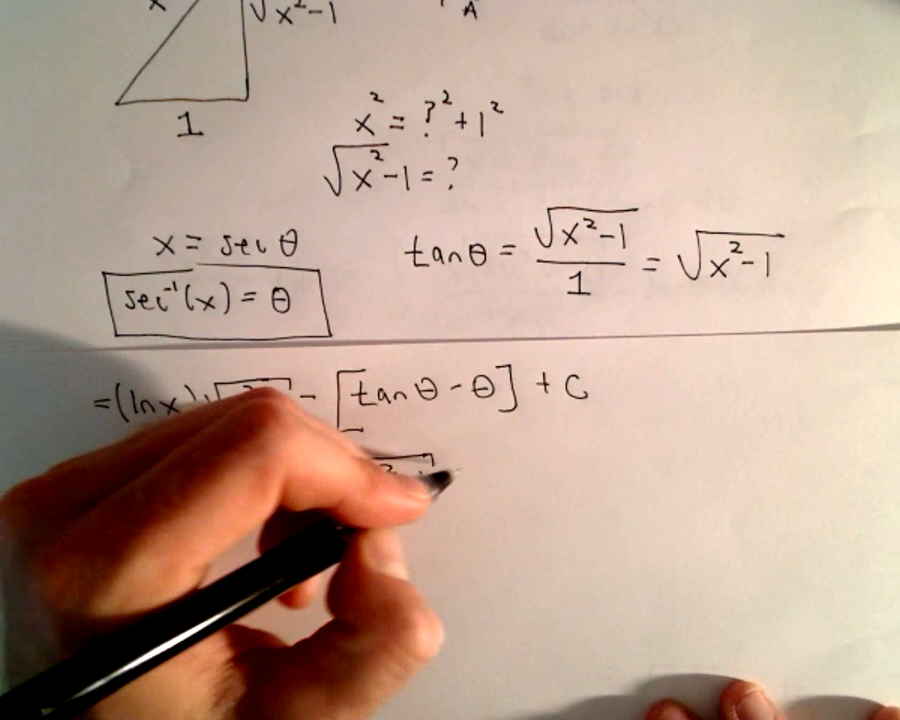 x √x²-1
A
1
x² = ?² + 1²
√x²-1 = ?
x = sec θ
tan θ = √x²-1 / 1 = √x²-1
sec⁻¹(x) = θ
= (ln x) √ - [tan θ - θ] + C